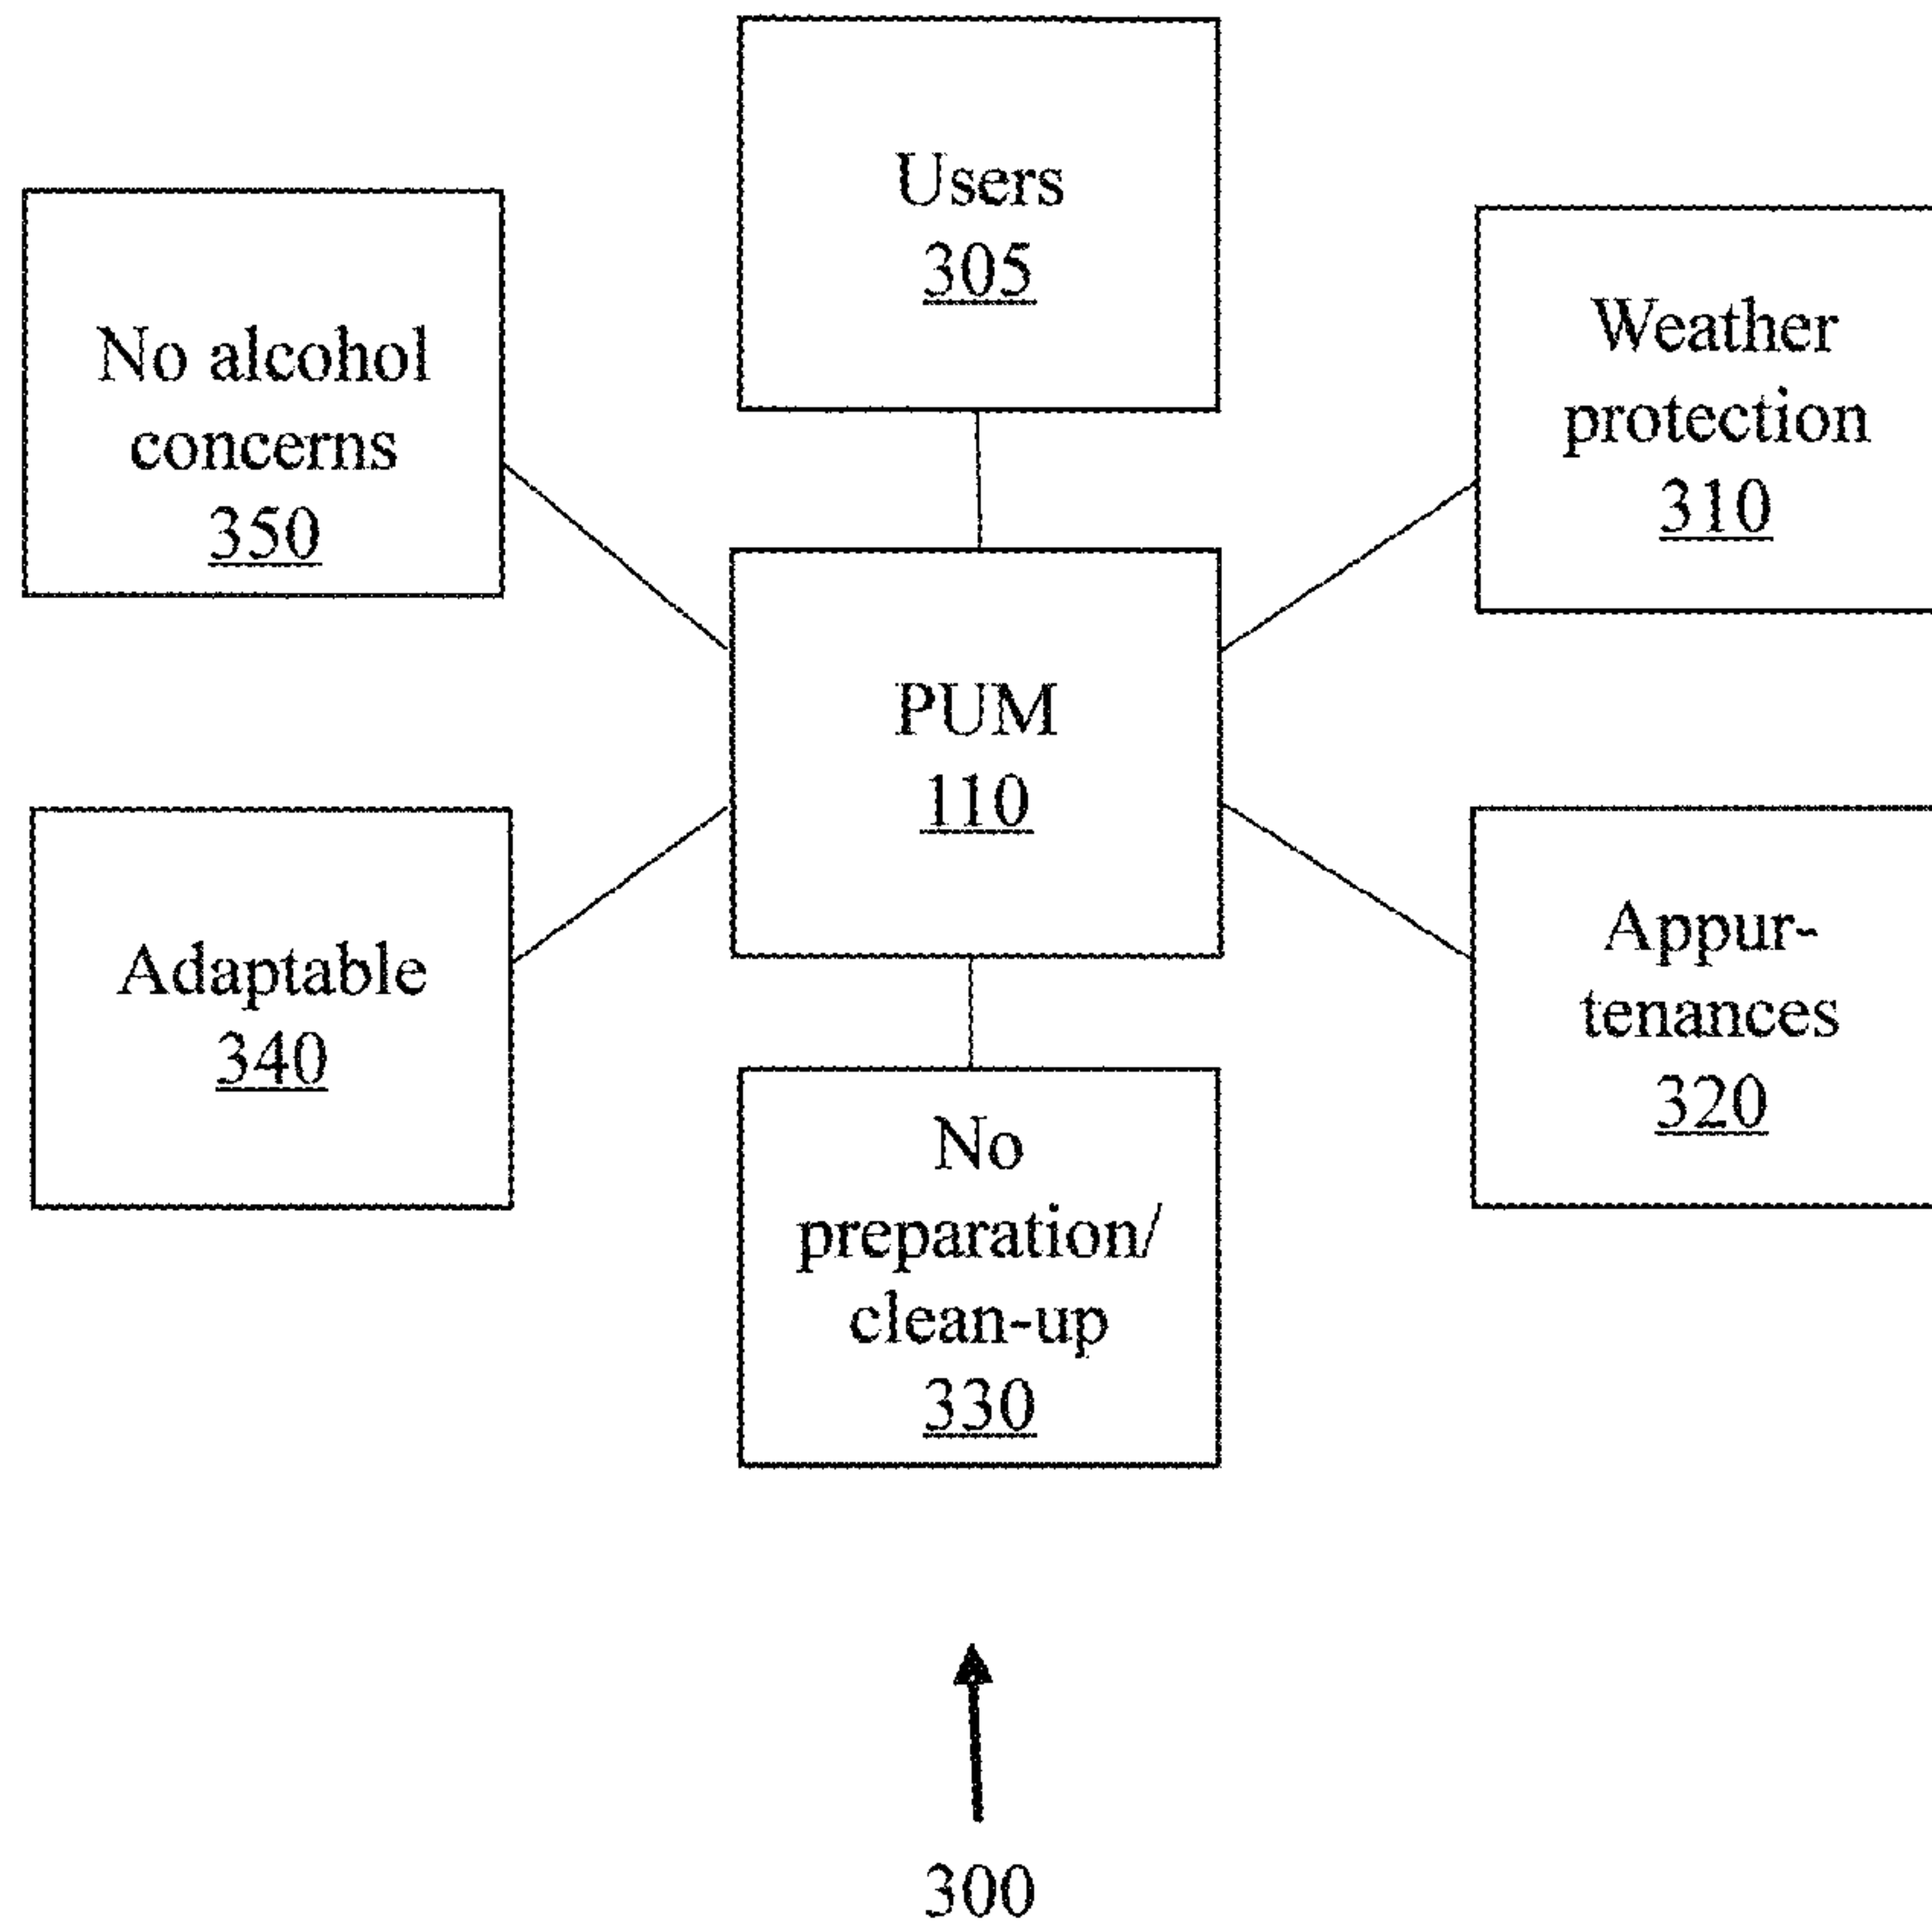 Users
305
No alcohol
concerns
350
Weather
protection
310
PUM
110
Adaptable
340
Appur-
tenances
320
No
preparation/
clean-up
330
300